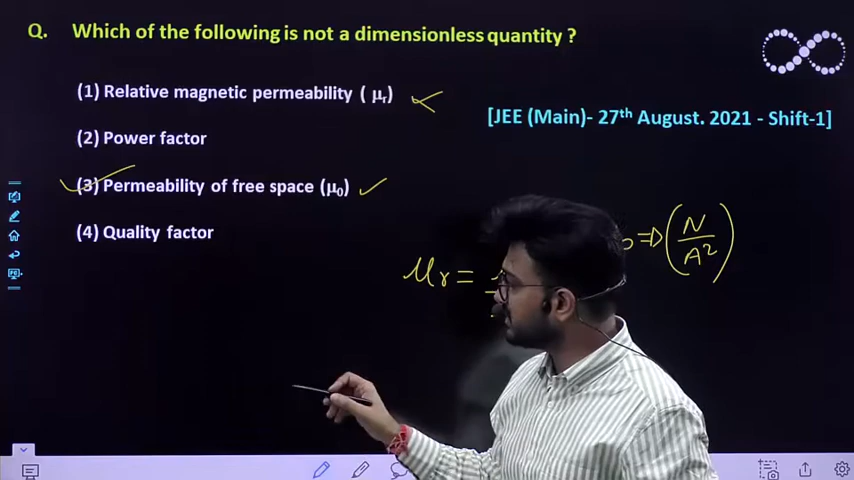 Q. Which of the following is not a dimensionless quantity ?
(1) Relative magnetic permeability ( μr)
[JEE (Main)- 27th August. 2021 - Shift-1]
(2) Power factor
(3) Permeability of free space (μ0)
(4) Quality factor
μr =
⇒ (N/A²)